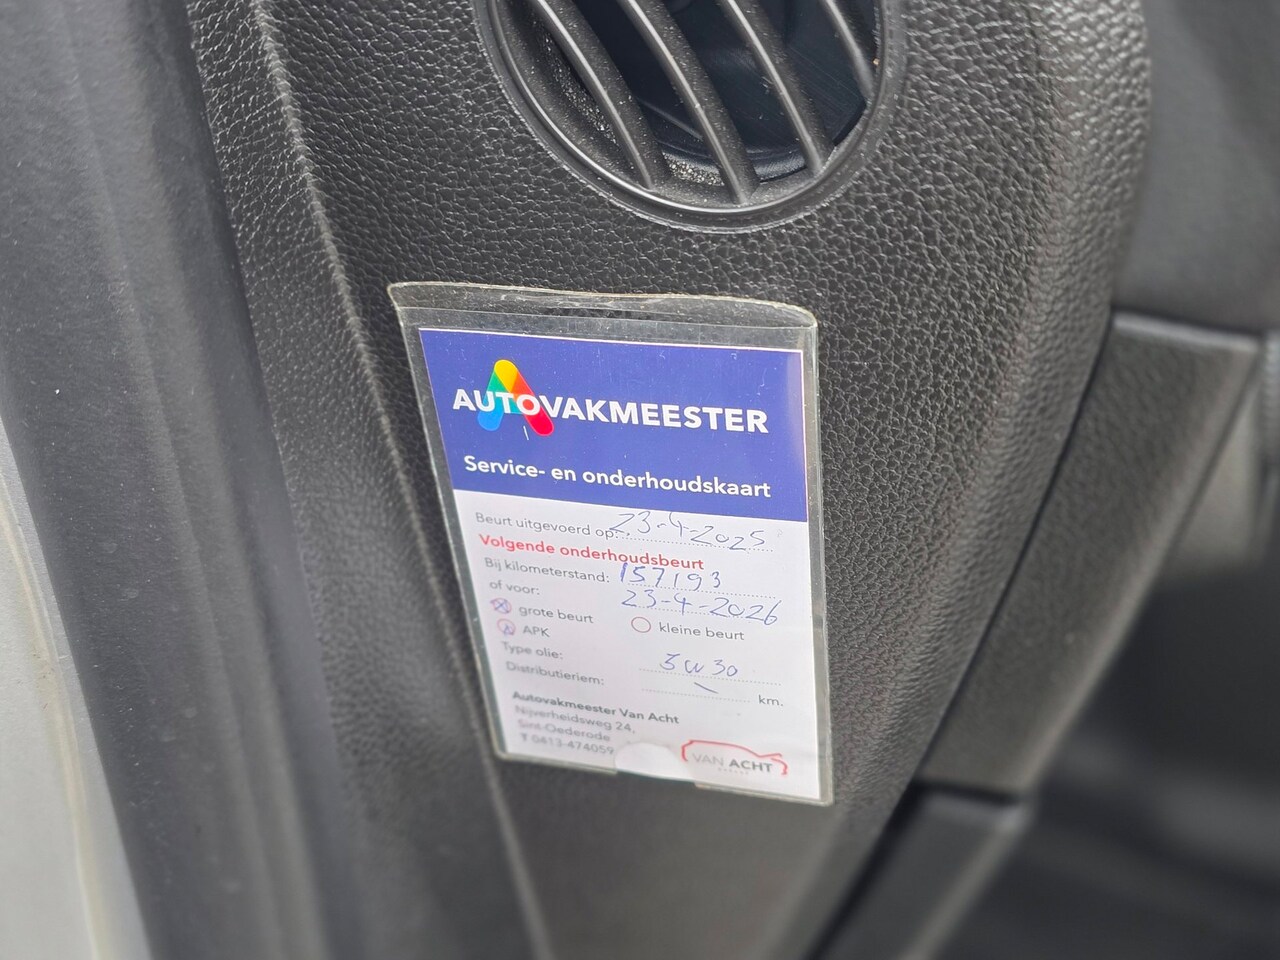 AUTOVAKMEESTER
Service- en onderhoudskaart
Beurt uitgevoerd op: 23-4-2025
Volgende onderhoudsbeurt
Bij kilometerstand: 157193
of voor: 23-4-2026
grote beurt kleine beurt
APK
Type olie: 5W30
Distributieriem: \ km.
Autovakmeester Van Acht
Nijverheidsweg 24,
Sint-Oederode
T 0413-474059
VAN ACHT